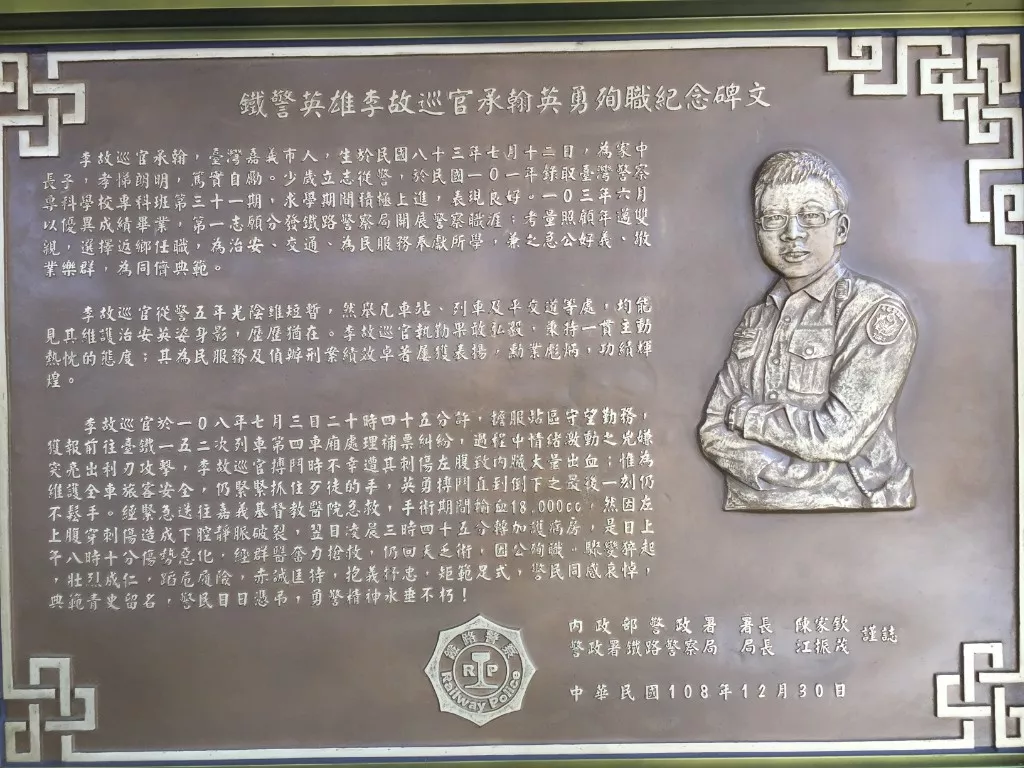 鐵警英雄李故巡官承翰英勇殉職紀念碑文
李故巡官承翰，臺灣嘉義市人，生於民國八十三年七月十二日，為家中
長子，孝悌朗明，篤實自勵。少歲立志從警，於民國一0一年錄取臺灣警察
專科學校專科班第三十一期，求學期間積極上進，表現良好。一0三年六月
以優異成績畢業，第一志願分發鐵路警察局開展警察職涯；考量照顧年邁雙
親，選擇返鄉任職，為治安、交通、為民服務奉獻所學，兼之急公好義、敬
業樂群，為同儕典範。
李故巡官從警五年光陰雖短暫，然舉凡車站、列車及平交道等處，均能
見其維護治安英姿身影，歷歷猶在。李故巡官執勤果敢弘毅，秉持一貫主動
熱忱的態度；其為民服務及偵辦刑案績效卓著屢獲表揚，勳業彪炳，功績輝
煌。
李故巡官於一0八年七月三日二十時四十五分許，擔服站區守望勤務，
獲報前往臺鐵一五二次列車第四車廂處理補票糾紛，過程中情緒激動之兇嫌
突亮出利刃攻擊，李故巡官搏鬥時不幸遭其刺傷左腹致內臟大量出血；惟為
維護全車旅客安全，仍緊緊抓住歹徒的手，英勇搏鬥直到倒下之最後一刻仍
不鬆手。經緊急送往嘉義基督教醫院急救，手術期間輸血18,000cc，然因左
上腹穿刺傷造成下腔靜脈破裂，翌日凌晨三時四十五分轉加護病房，是日上
午八時十分傷勢惡化，經群醫奮力搶救，仍回天乏術，因公殉職。驟變猝起
，壯烈成仁，蹈危履險，赤誠匡持，抱義行忠，矩範足式，警民同感哀悼，
典範青史留名，警民日日憑弔，勇警精神永垂不朽！
內政部警政署 署長 陳家欽
警政署鐵路警察局 局長 江振茂
謹誌
中華民國108年12月30日
鐵路警察
RP
Railway Police